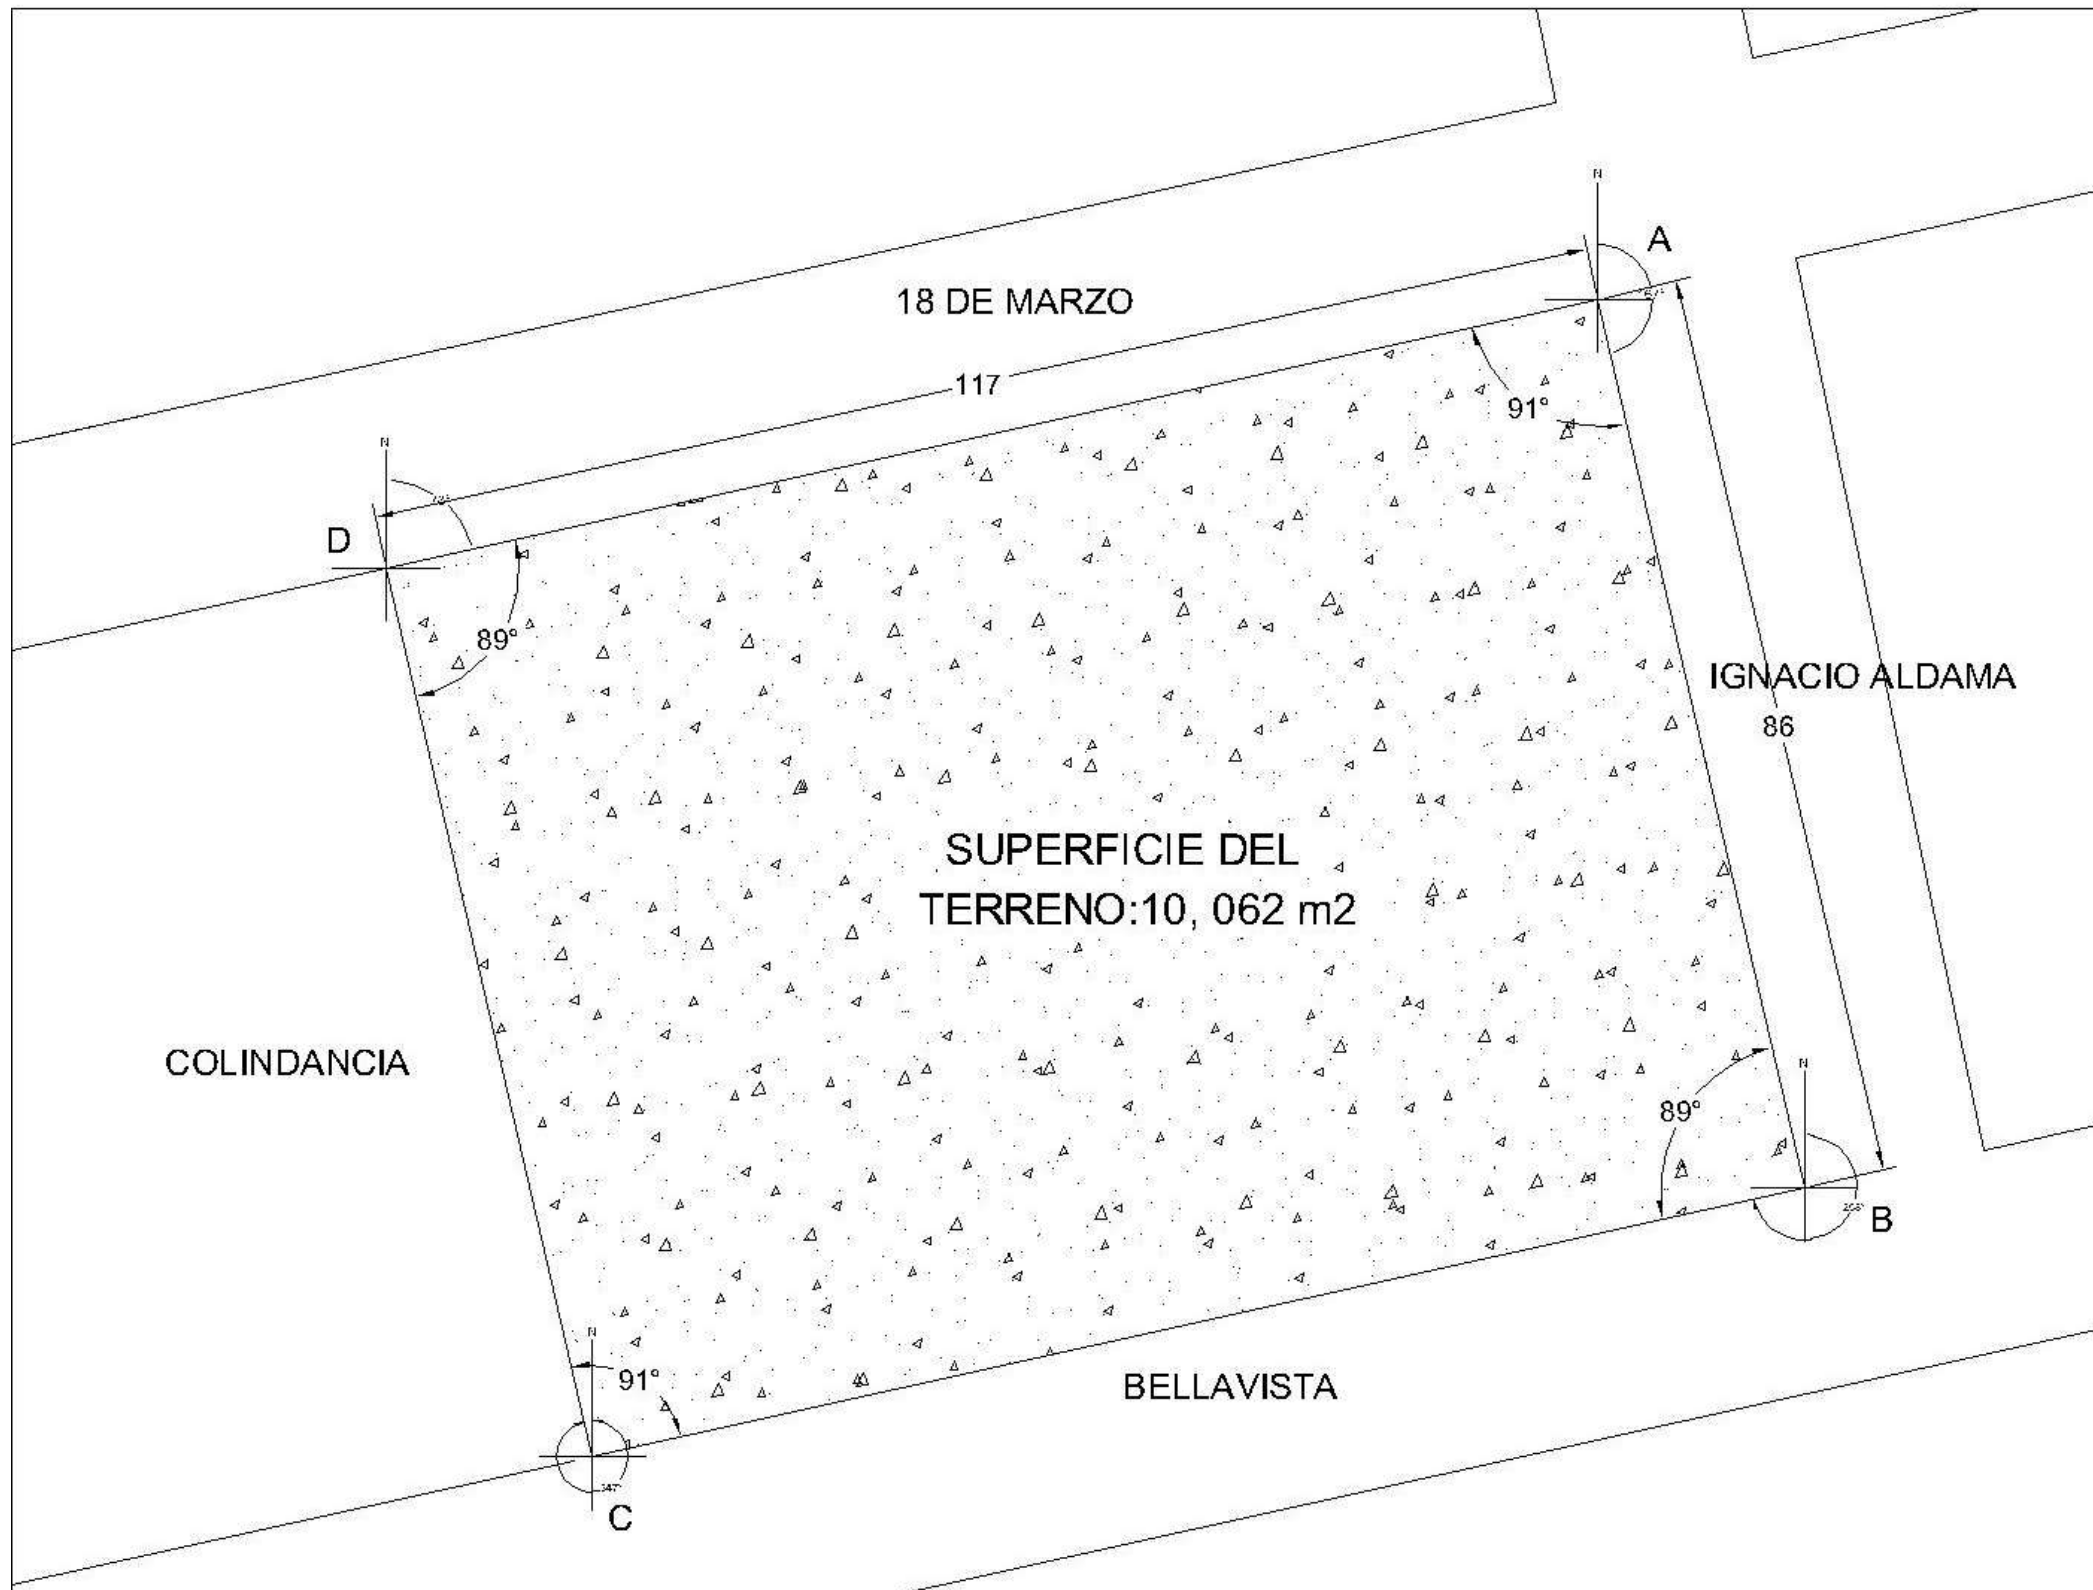 N
A
18 DE MARZO
117
91°
N
D
89°
IGNACIO ALDAMA
86
SUPERFICIE DEL
TERRENO:10, 062 m2
COLINDANCIA
N
89°
B
N
91°
BELLAVISTA
347°
C